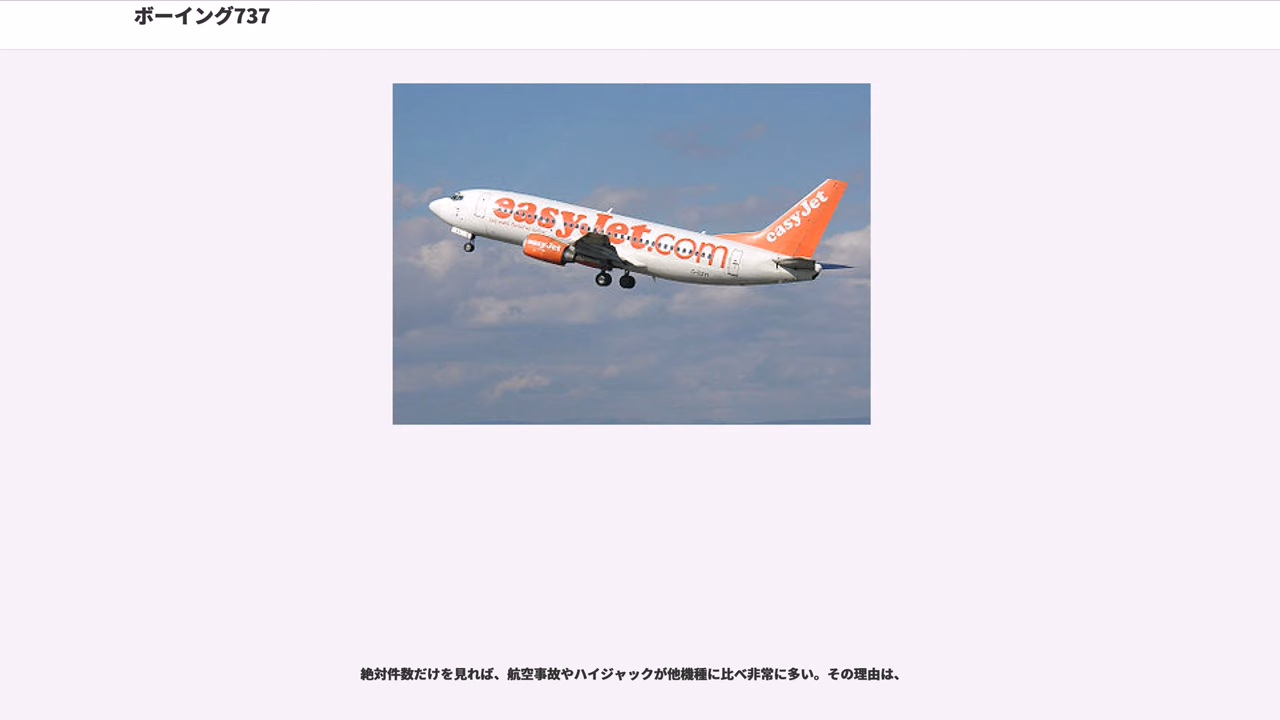 ボーイング737
easyJet
easyJet.com
easyJet
絶対件数だけを見れば、航空事故やハイジャックが他機種に比べ非常に多い。その理由は、